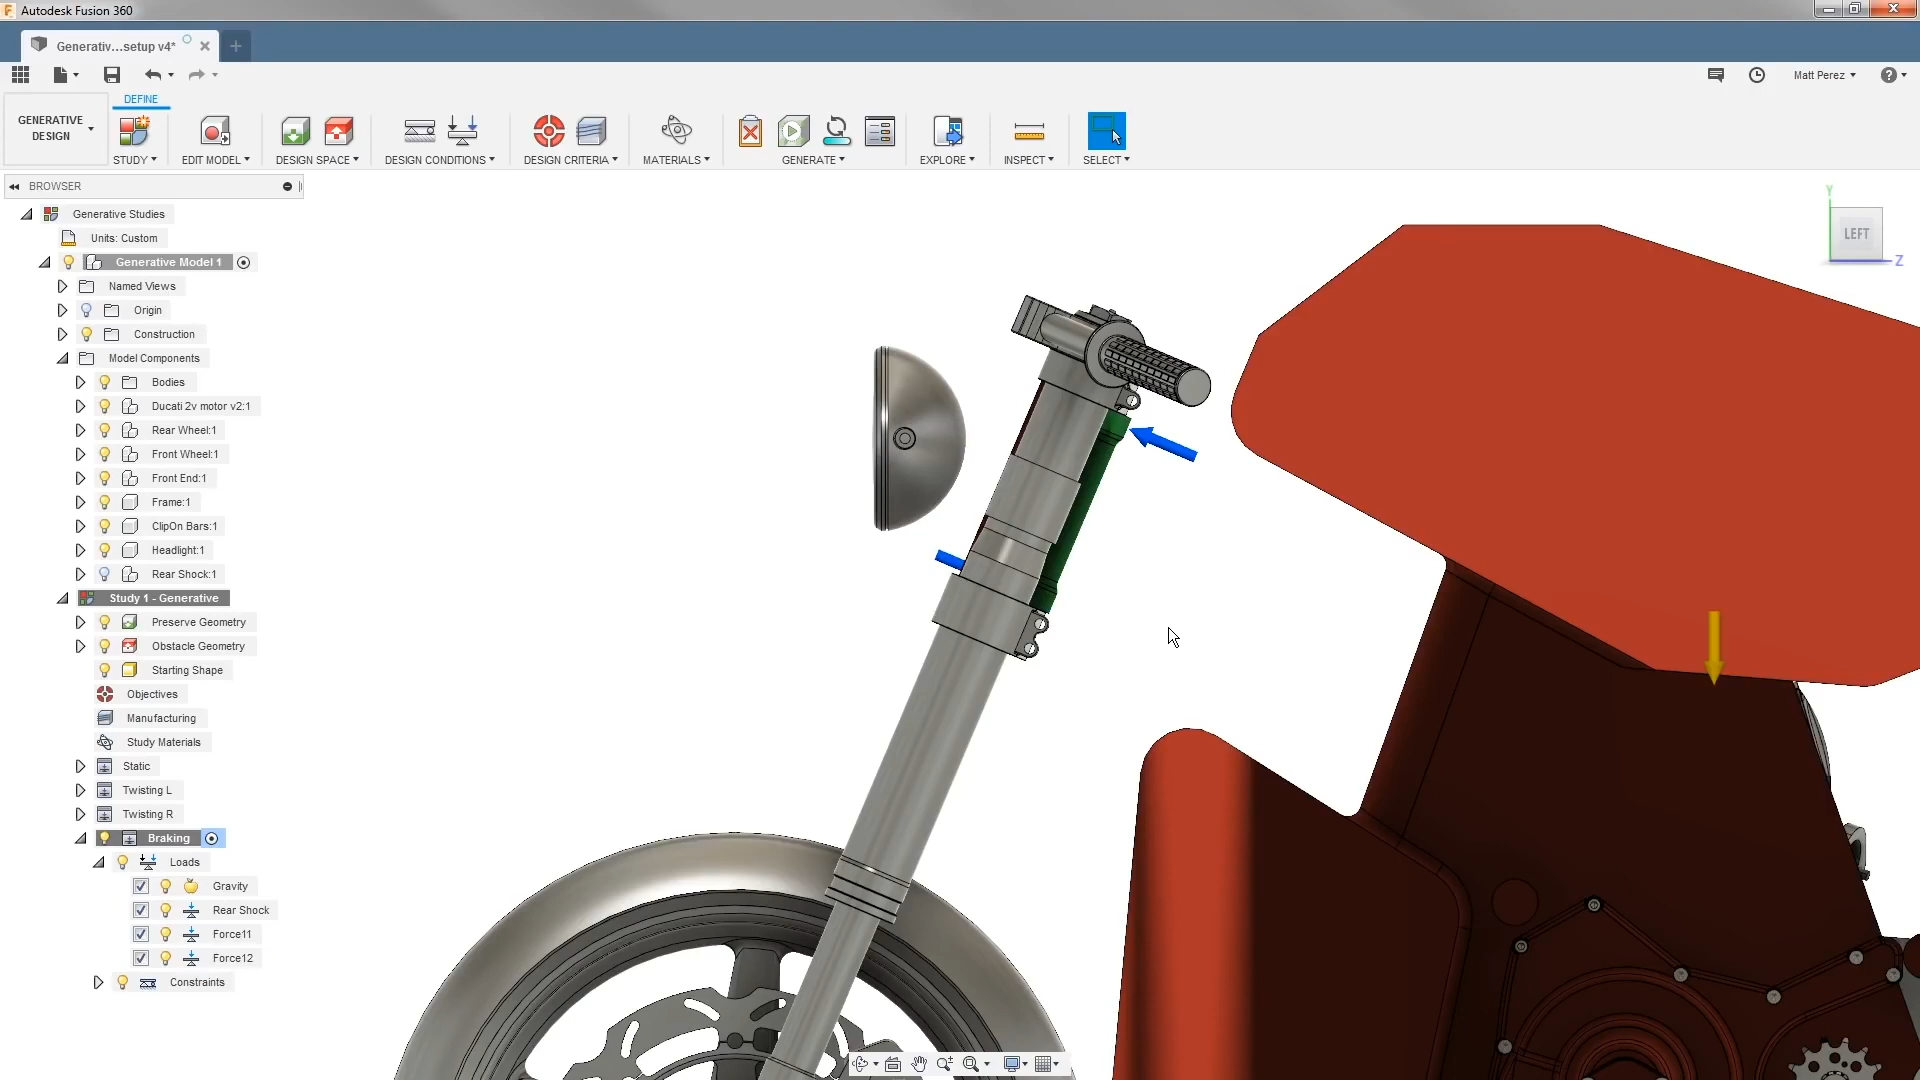 Autodesk Fusion 360
Generativ...setup v4*
Matt Perez
DEFINE
GENERATIVE
DESIGN
STUDY
EDIT MODEL
DESIGN SPACE
DESIGN CONDITIONS
DESIGN CRITERIA
MATERIALS
GENERATE
EXPLORE
INSPECT
SELECT
BROWSER
Generative Studies
Units: Custom
Generative Model 1
Named Views
Origin
Construction
Model Components
Bodies
Ducati 2v motor v2:1
Rear Wheel:1
Front Wheel:1
Front End:1
Frame:1
ClipOn Bars:1
Headlight:1
Rear Shock:1
Study 1 - Generative
Preserve Geometry
Obstacle Geometry
Starting Shape
Objectives
Manufacturing
Study Materials
Static
Twisting L
Twisting R
Braking
Loads
Gravity
Rear Shock
Force11
Force12
Constraints
Y
LEFT
Z